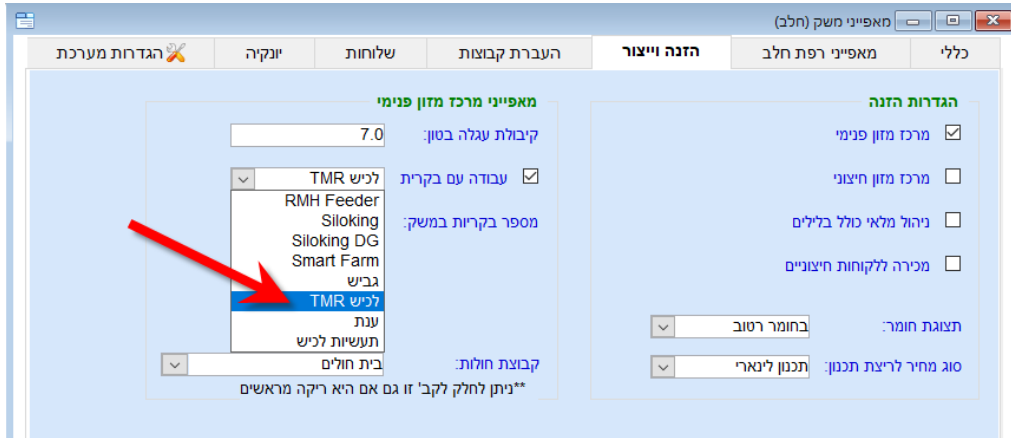 מאפייני משק (חלב)
כללי
מאפייני רפת חלב
הזנה וייצור
העברת קבוצות
שלוחות
יונקיה
הגדרות מערכת
הגדרות הזנה
מרכז מזון פנימי
מרכז מזון חיצוני
ניהול מלאי כולל בלילים
מכירה ללקוחות חיצוניים
תצוגת חומר: בחומר רטוב
סוג מחיר לריצת תכנון: תכנון לינארי
מאפייני מרכז מזון פנימי
קיבולת עגלה בטון: 7.0
עבודה עם בקרית לכיש TMR
מספר בקריות במשק:
RMH Feeder
Siloking
Siloking DG
Smart Farm
גביש
לכיש TMR
ענת
תעשיות לכיש
קבוצת חולות: בית חולים
**ניתן לחלק לקב' זו גם אם היא ריקה מראשים